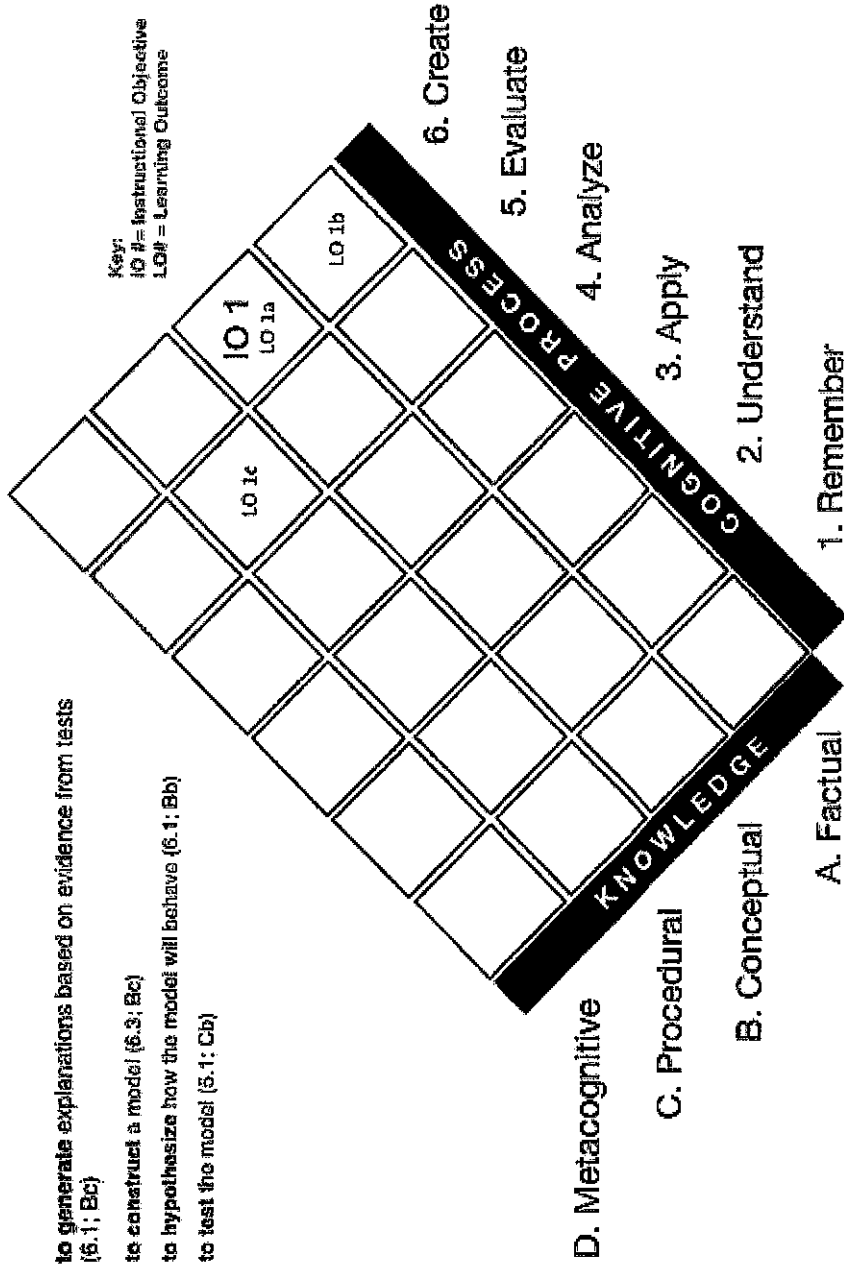 to generate explanations based on evidence from tests
(6.1; Bc)
to construct a model (6.3; Bc)
to hypothesize how the model will behave (6.1; Bb)
to test the model (5.1; Cb)
Key:
IO #= Instructional Objective
LO# = Learning Outcome
IO 1
LO 1a
LO 1b
LO 1c
KNOWLEDGE
D. Metacognitive
C. Procedural
B. Conceptual
A. Factual
COGNITIVE PROCESS
1. Remember
2. Understand
3. Apply
4. Analyze
5. Evaluate
6. Create